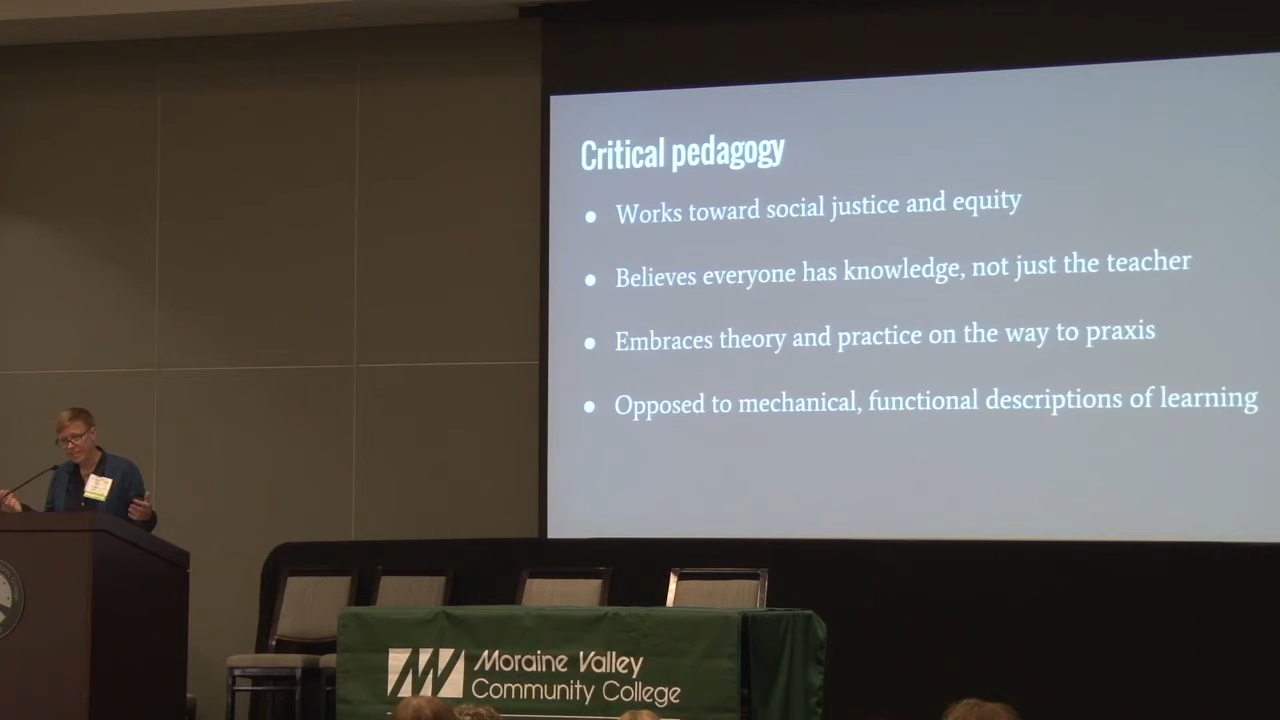 Critical pedagogy
● Works toward social justice and equity
● Believes everyone has knowledge, not just the teacher
● Embraces theory and practice on the way to praxis
● Opposed to mechanical, functional descriptions of learning
Moraine Valley
Community College